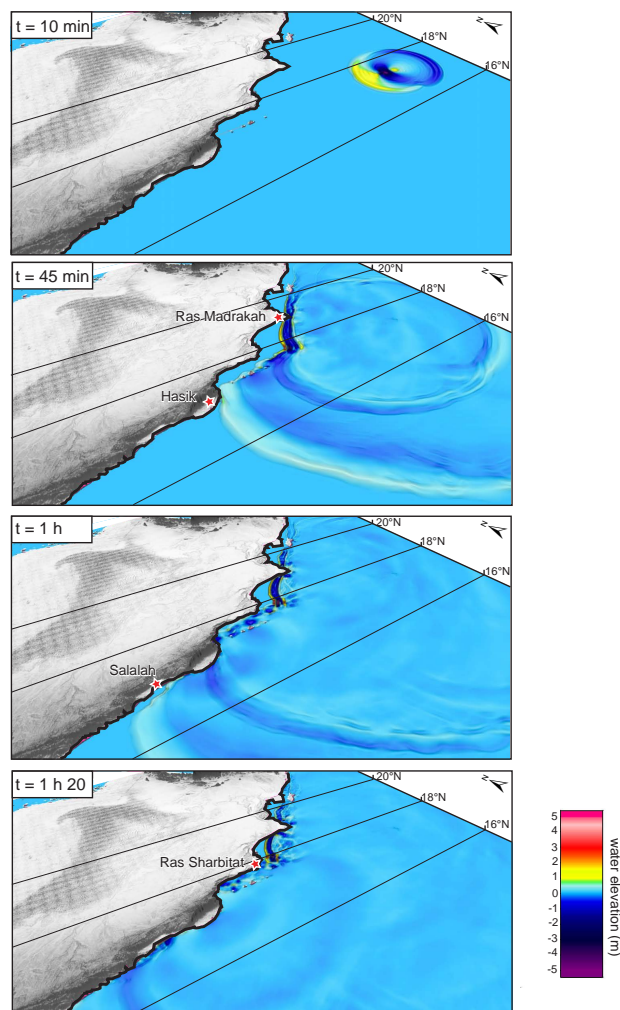 t = 10 min
20°N
18°N
16°N
z
t = 45 min
20°N
18°N
16°N
z
Ras Madrakah
Hasik
t = 1 h
20°N
18°N
16°N
z
Salalah
t = 1 h 20
20°N
18°N
16°N
z
Ras Sharbitat
5
4
3
2
1
0
-1
-2
-3
-4
-5
water elevation (m)